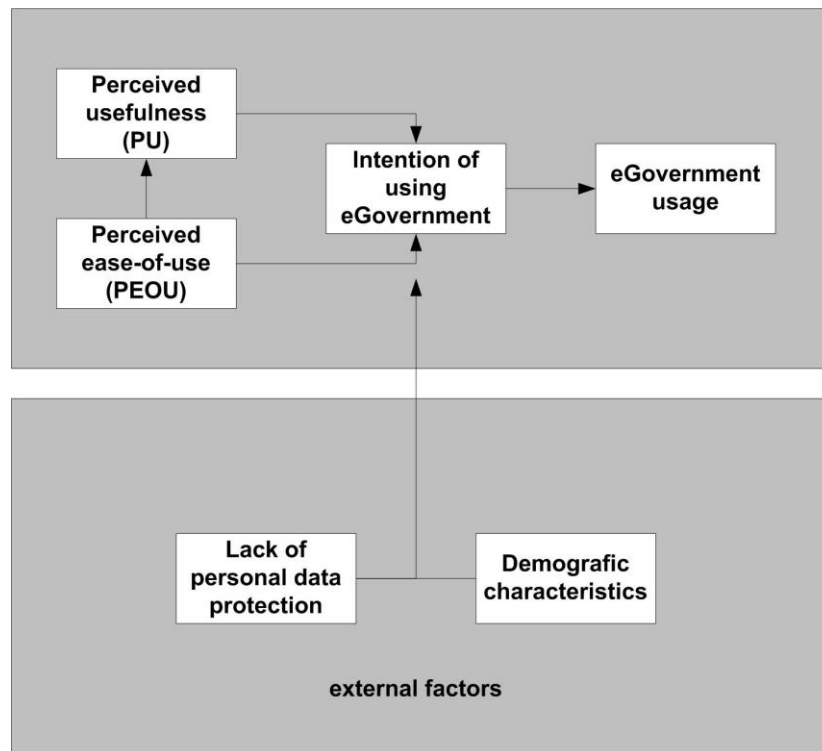 Perceived
usefulness
(PU)
Perceived
ease-of-use
(PEOU)
Intention of
using
eGovernment
eGovernment
usage
Lack of
personal data
protection
Demografic
characteristics
external factors